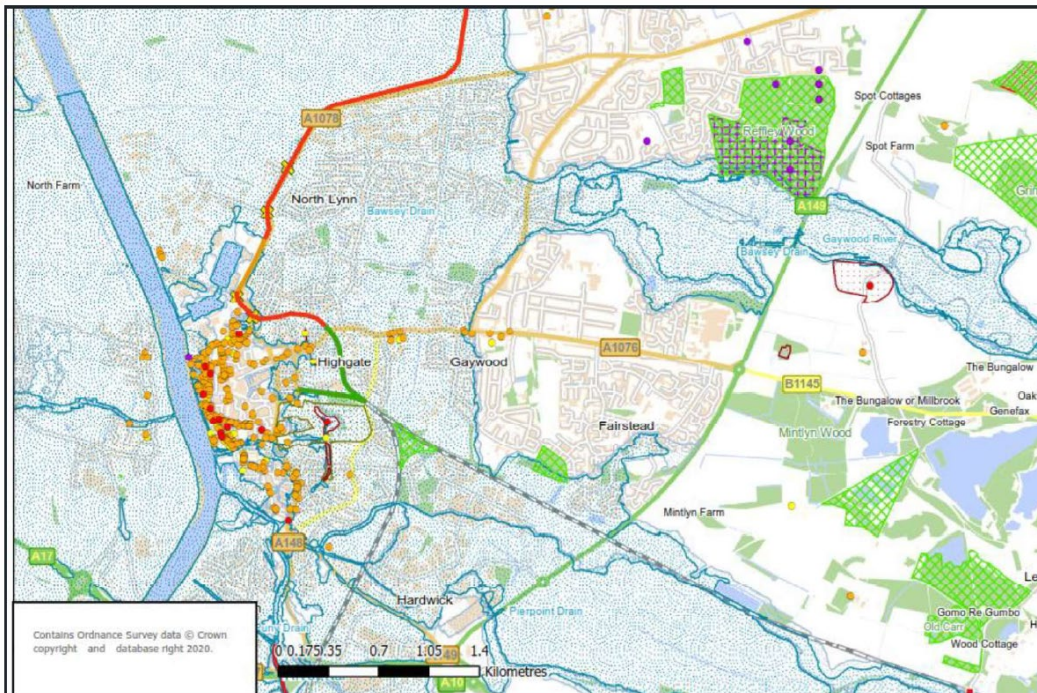 A1078
Spot Cottages
Reffley Wood
Spot Farm
North Farm
North Lynn
Bawsey Drain
A149
Gaywood River
Bawsey Drain
Highgate
Gaywood
A1076
The Bungalow
B1145
The Bungalow or Millbrook
Oak
Genefax
Forestry Cottage
Fairstead
Mintlyn Wood
Mintlyn Farm
A148
A17
Hardwick
Pierpoint Drain
Gomo Re Gumbo
Old Carr
Wood Cottage
Drain
Contains Ordnance Survey data © Crown
copyright and database right 2020.
0 0.175.35 0.7 1.05 1.4
Kilometres
A10